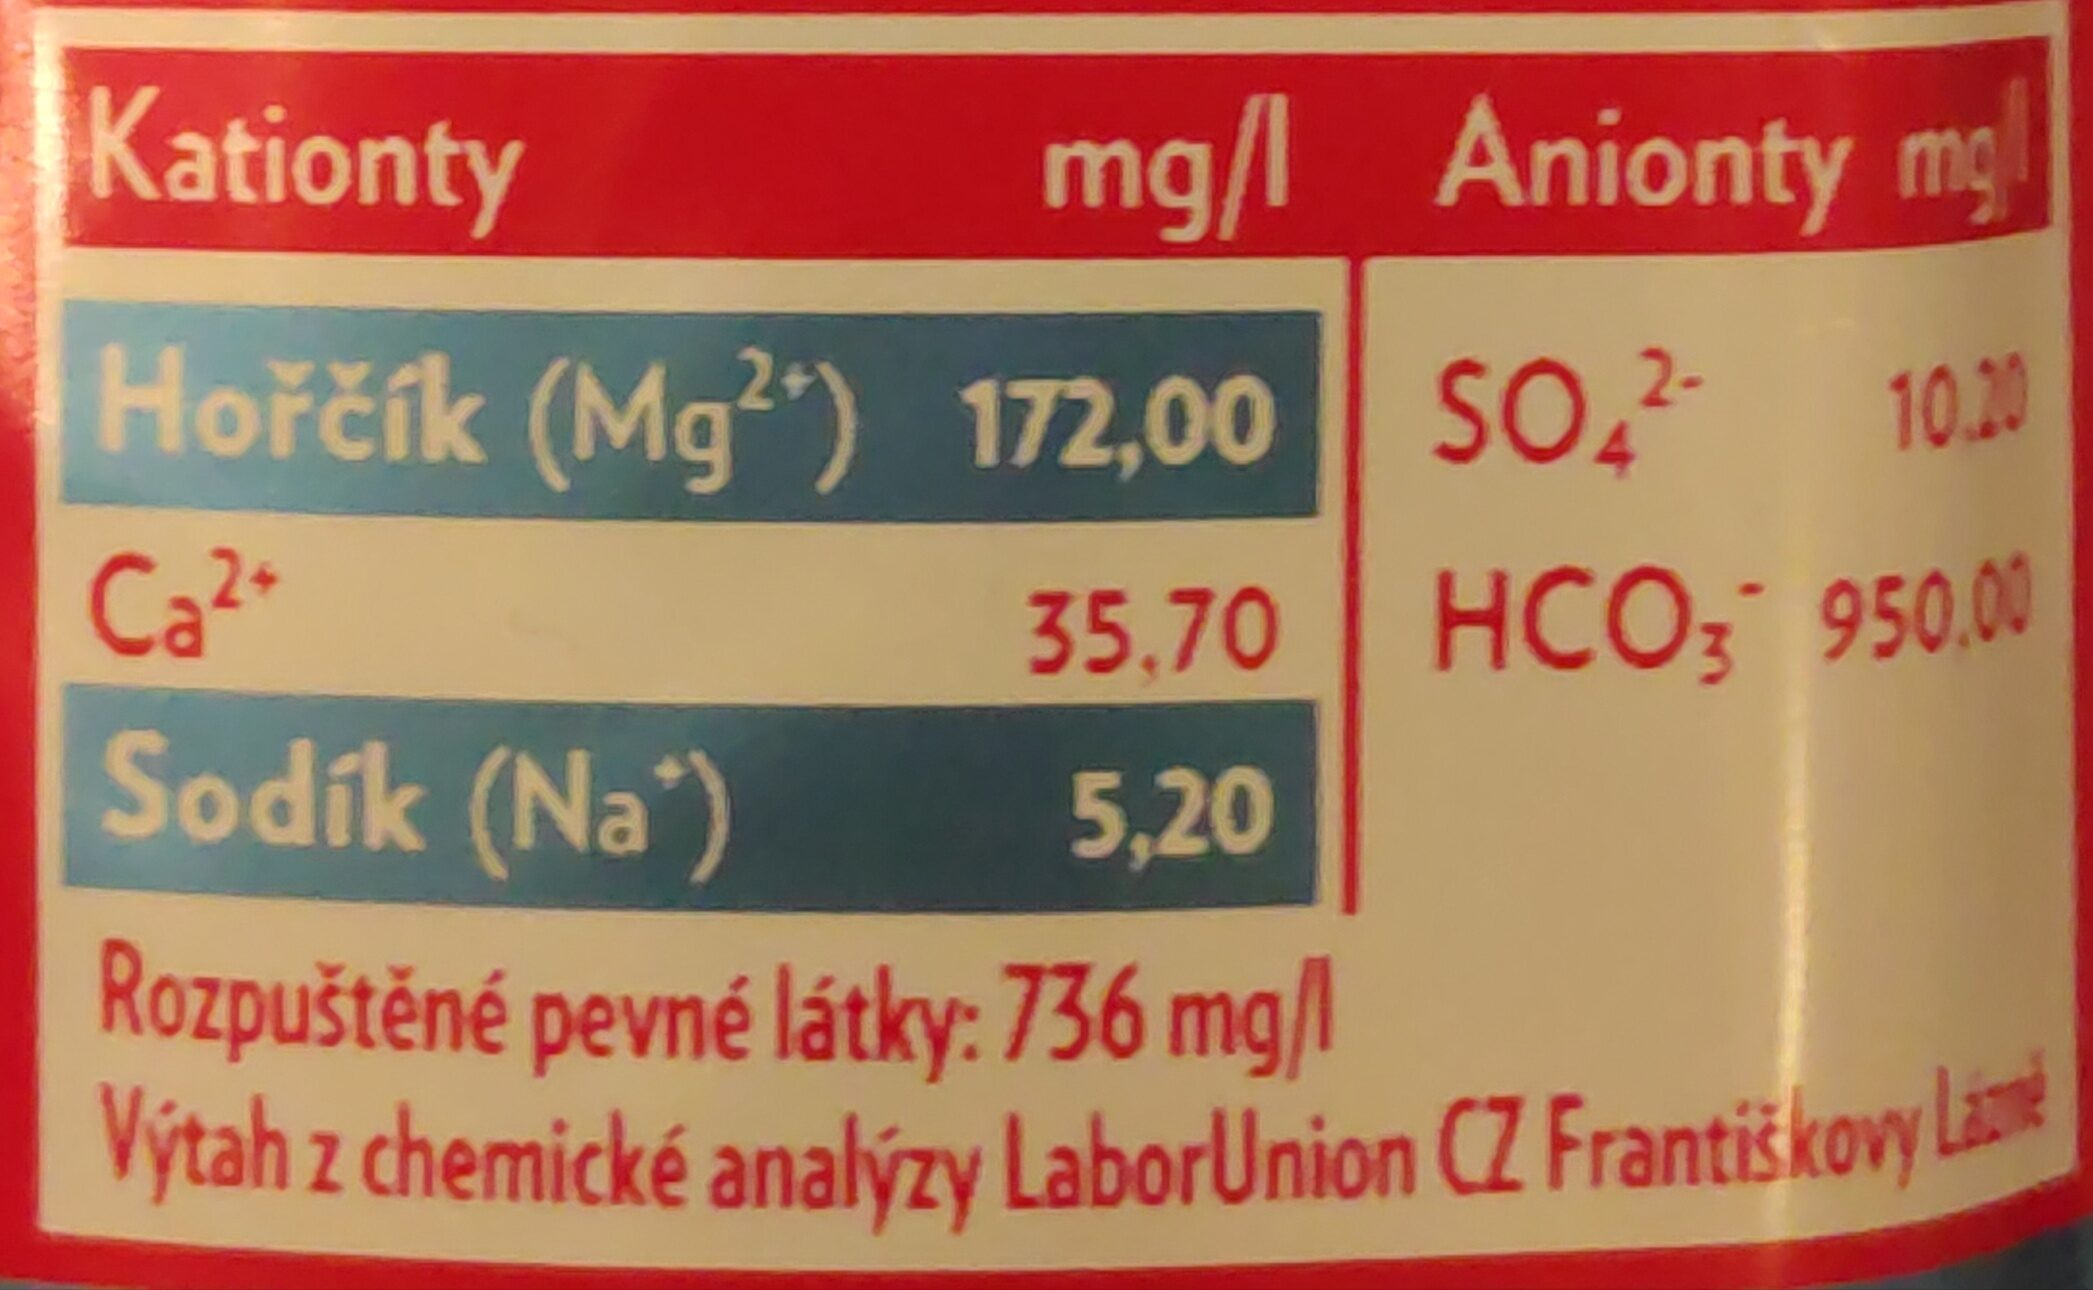 Kationty mg/l Anionty mg/l
Hořčík (Mg²⁺) 172,00 SO₄²⁻ 10.20
Ca²⁺ 35,70 HCO₃⁻ 950.00
Sodík (Na⁺) 5,20
Rozpuštěné pevné látky: 736 mg/l
Výtah z chemické analýzy LaborUnion CZ Františkovy Lázně